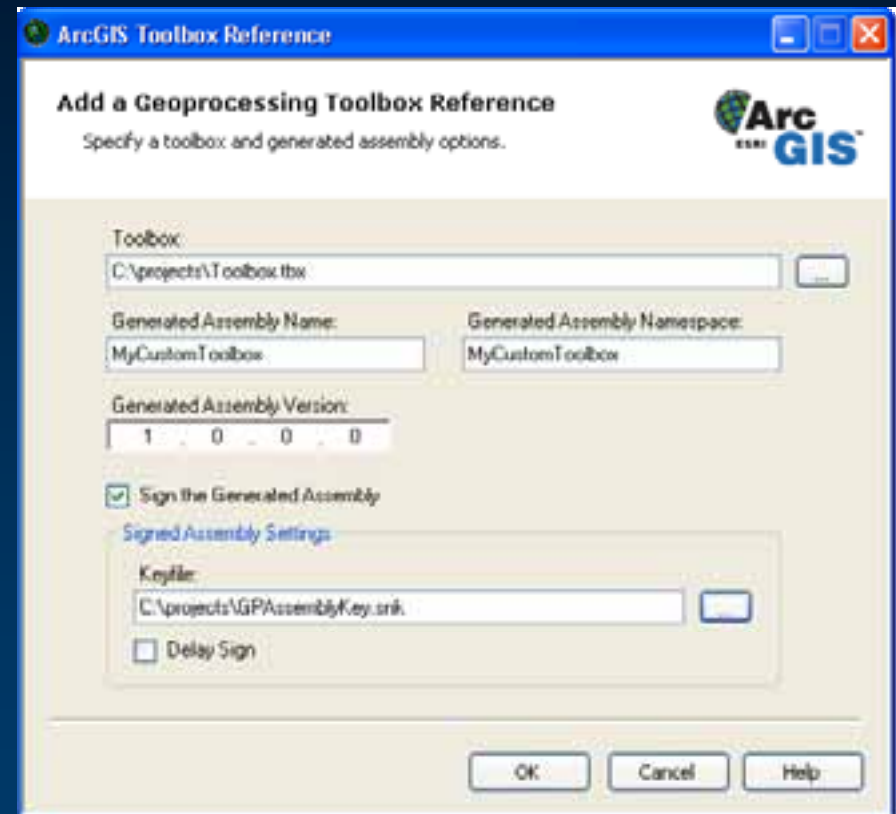 ArcGIS Toolbox Reference
Add a Geoprocessing Toolbox Reference
Specify a toolbox and generated assembly options.
Arc
ESRI GIS™
Toolbox:
C:\projects\Toolbox.tbx
...
Generated Assembly Name: Generated Assembly Namespace:
MyCustomToolbox MyCustomToolbox
Generated Assembly Version:
1 . 0 . 0 . 0
Sign the Generated Assembly
Signed Assembly Settings
Keyfile:
C:\projects\GPAssemblyKey.snk
...
Delay Sign
OK Cancel Help